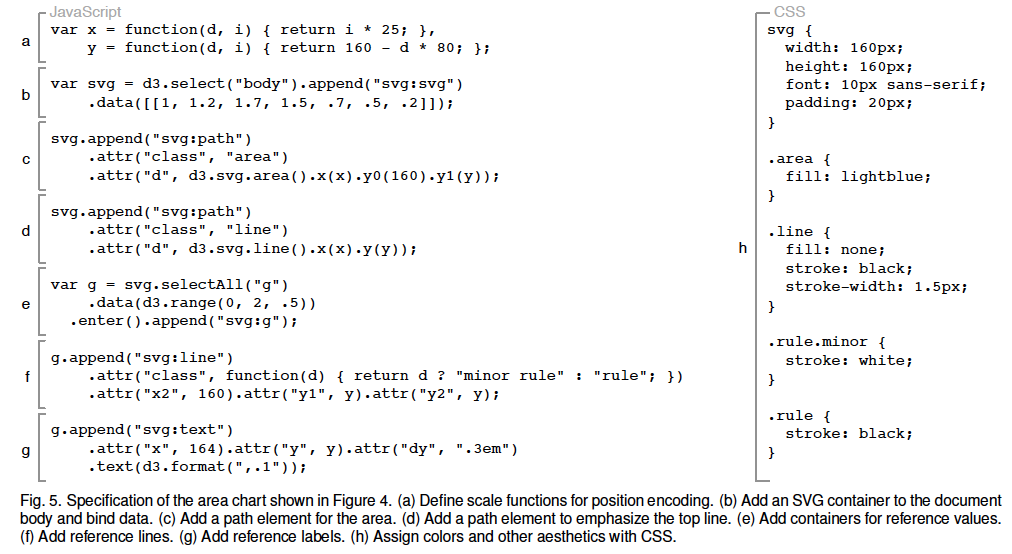 JavaScript
a
var x = function(d, i) { return i * 25; },
y = function(d, i) { return 160 - d * 80; };
b
var svg = d3.select("body").append("svg:svg")
.data([[1, 1.2, 1.7, 1.5, .7, .5, .2]]);
c
svg.append("svg:path")
.attr("class", "area")
.attr("d", d3.svg.area().x(x).y0(160).y1(y));
d
svg.append("svg:path")
.attr("class", "line")
.attr("d", d3.svg.line().x(x).y(y));
e
var g = svg.selectAll("g")
.data(d3.range(0, 2, .5))
.enter().append("svg:g");
f
g.append("svg:line")
.attr("class", function(d) { return d ? "minor rule" : "rule"; })
.attr("x2", 160).attr("y1", y).attr("y2", y);
g
g.append("svg:text")
.attr("x", 164).attr("y", y).attr("dy", ".3em")
.text(d3.format(",.1"));
CSS
h
svg {
width: 160px;
height: 160px;
font: 10px sans-serif;
padding: 20px;
}
.area {
fill: lightblue;
}
.line {
fill: none;
stroke: black;
stroke-width: 1.5px;
}
.rule.minor {
stroke: white;
}
.rule {
stroke: black;
}
Fig. 5. Specification of the area chart shown in Figure 4. (a) Define scale functions for position encoding. (b) Add an SVG container to the document
body and bind data. (c) Add a path element for the area. (d) Add a path element to emphasize the top line. (e) Add containers for reference values.
(f) Add reference lines. (g) Add reference labels. (h) Assign colors and other aesthetics with CSS.